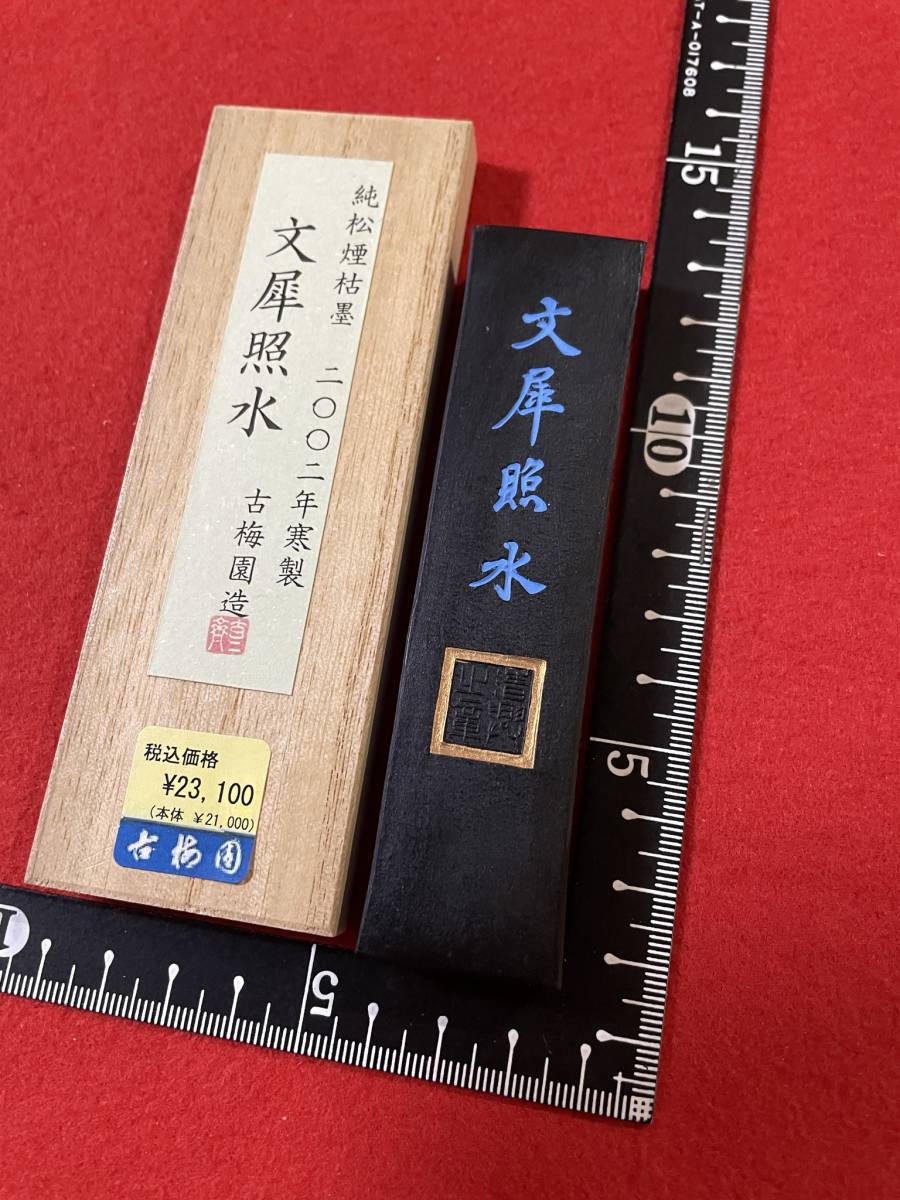 純松煙枯墨 二〇〇二年寒製
文犀照水
古梅園造
税込価格
¥23,100
(本体 ¥21,000)
古梅園
文犀照水
T-A-017608
15
10
5
5
1